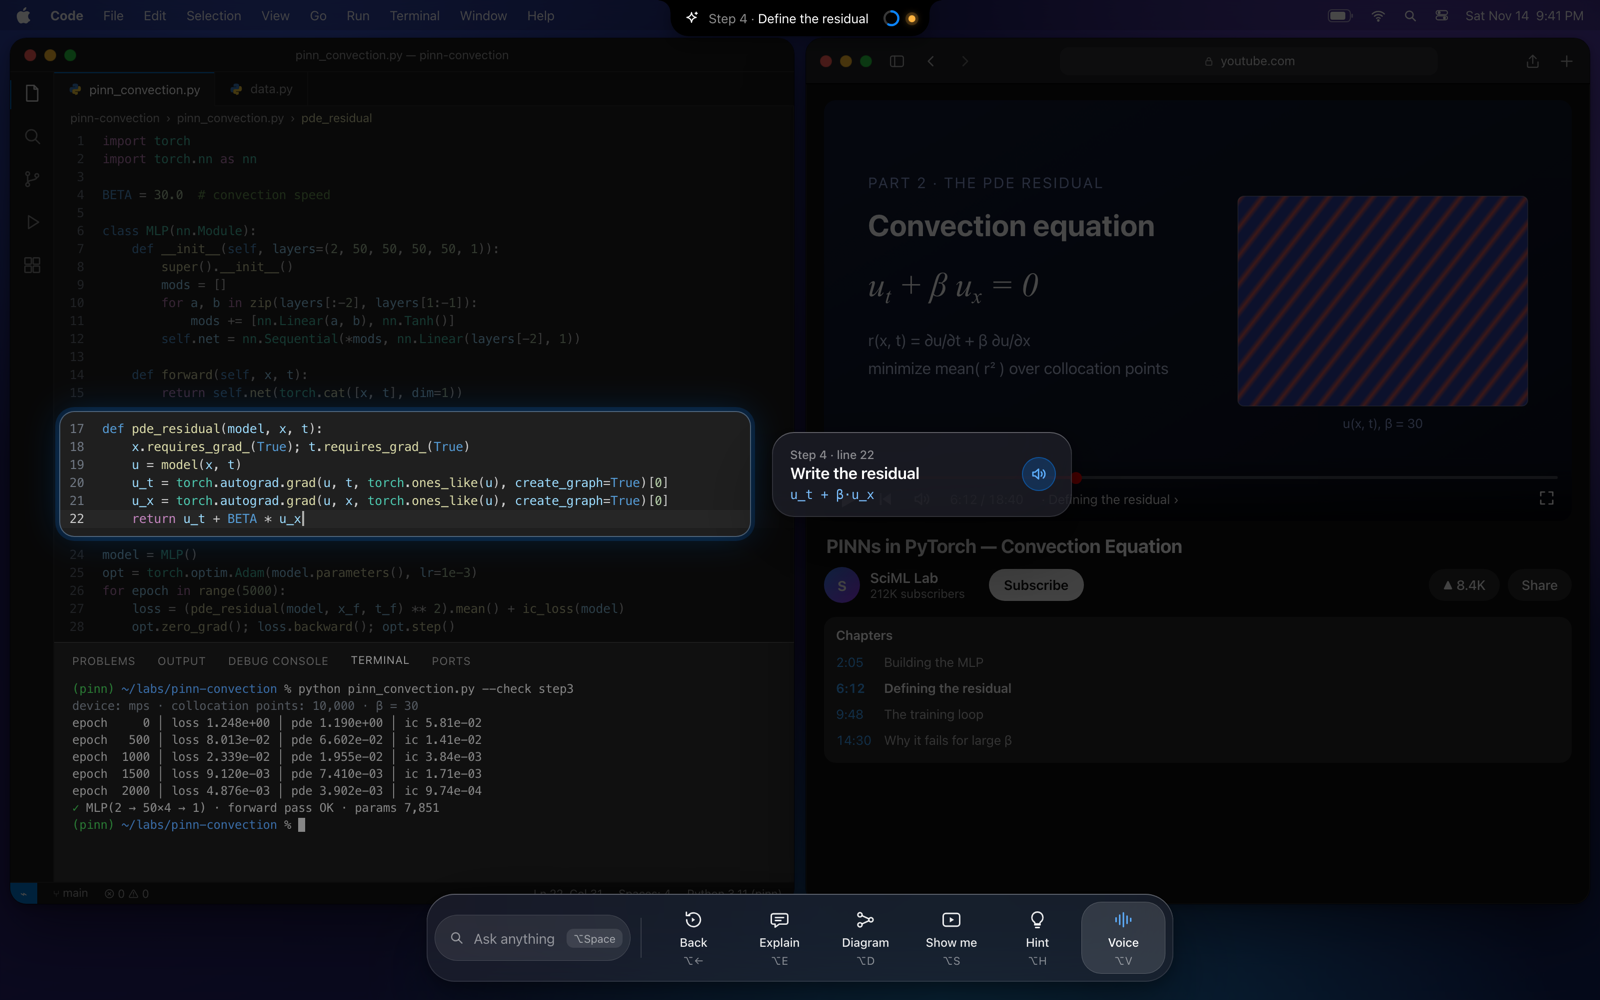 Code File Edit Selection View Go Run Terminal Window Help
Step 4 · Define the residual
Sat Nov 14 9:41 PM
pinn_convection.py — pinn-convection
pinn_convection.py data.py
pinn-convection › pinn_convection.py › pde_residual
1 import torch
2 import torch.nn as nn
3
4 BETA = 30.0 # convection speed
5
6 class MLP(nn.Module):
7 def __init__(self, layers=(2, 50, 50, 50, 50, 1)):
8 super().__init__()
9 mods = []
10 for a, b in zip(layers[:-2], layers[1:-1]):
11 mods += [nn.Linear(a, b), nn.Tanh()]
12 self.net = nn.Sequential(*mods, nn.Linear(layers[-2], 1))
13
14 def forward(self, x, t):
15 return self.net(torch.cat([x, t], dim=1))
17 def pde_residual(model, x, t):
18 x.requires_grad_(True); t.requires_grad_(True)
19 u = model(x, t)
20 u_t = torch.autograd.grad(u, t, torch.ones_like(u), create_graph=True)[0]
21 u_x = torch.autograd.grad(u, x, torch.ones_like(u), create_graph=True)[0]
22 return u_t + BETA * u_x
24 model = MLP()
25 opt = torch.optim.Adam(model.parameters(), lr=1e-3)
26 for epoch in range(5000):
27 loss = (pde_residual(model, x_f, t_f) ** 2).mean() + ic_loss(model)
28 opt.zero_grad(); loss.backward(); opt.step()
PROBLEMS OUTPUT DEBUG CONSOLE TERMINAL PORTS
(pinn) ~/labs/pinn-convection % python pinn_convection.py --check step3
device: mps · collocation points: 10,000 · β = 30
epoch 0 | loss 1.248e+00 | pde 1.190e+00 | ic 5.81e-02
epoch 500 | loss 8.013e-02 | pde 6.602e-02 | ic 1.41e-02
epoch 1000 | loss 2.339e-02 | pde 1.955e-02 | ic 3.84e-03
epoch 1500 | loss 9.120e-03 | pde 7.410e-03 | ic 1.71e-03
epoch 2000 | loss 4.876e-03 | pde 3.902e-03 | ic 9.74e-04
✓ MLP(2 → 50×4 → 1) · forward pass OK · params 7,851
(pinn) ~/labs/pinn-convection %
main 0 0
Step 4 · line 22
Write the residual
u_t + β·u_x
youtube.com
PART 2 · THE PDE RESIDUAL
Convection equation
u_t + β u_x = 0
r(x, t) = ∂u/∂t + β ∂u/∂x
minimize mean( r² ) over collocation points
u(x, t), β = 30
6:12 / 18:40 Defining the residual ›
PINNs in PyTorch — Convection Equation
S SciML Lab
212K subscribers
Subscribe
▲ 8.4K Share
Chapters
2:05 Building the MLP
6:12 Defining the residual
9:48 The training loop
14:30 Why it fails for large β
Ask anything ⌥Space
Back Explain Diagram Show me Hint Voice
⌥← ⌥E ⌥D ⌥S ⌥H ⌥V